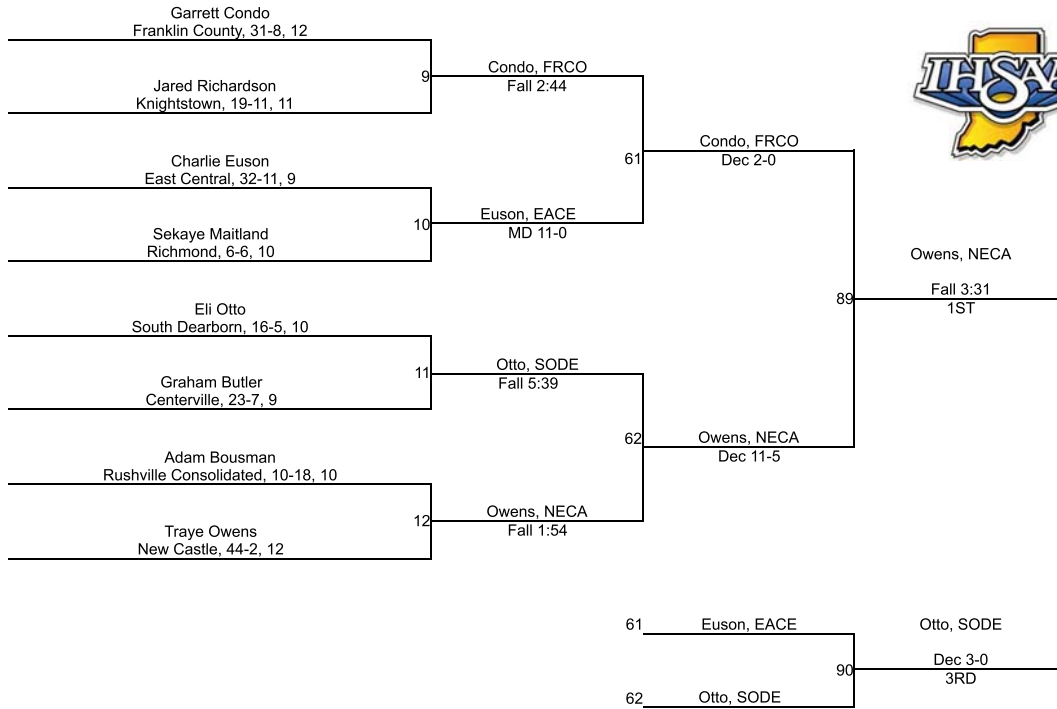 Garrett Condo
Franklin County, 31-8, 12
Jared Richardson
Knightstown, 19-11, 11
Charlie Euson
East Central, 32-11, 9
Sekaye Maitland
Richmond, 6-6, 10
Eli Otto
South Dearborn, 16-5, 10
Graham Butler
Centerville, 23-7, 9
Adam Bousman
Rushville Consolidated, 10-18, 10
Traye Owens
New Castle, 44-2, 12
9
Condo, FRCO
Fall 2:44
10
Euson, EACE
MD 11-0
11
Otto, SODE
Fall 5:39
12
Owens, NECA
Fall 1:54
61
Condo, FRCO
Dec 2-0
62
Owens, NECA
Dec 11-5
89
Owens, NECA
Fall 3:31
1ST
61
Euson, EACE
62
Otto, SODE
90
Otto, SODE
Dec 3-0
3RD
IHSAA